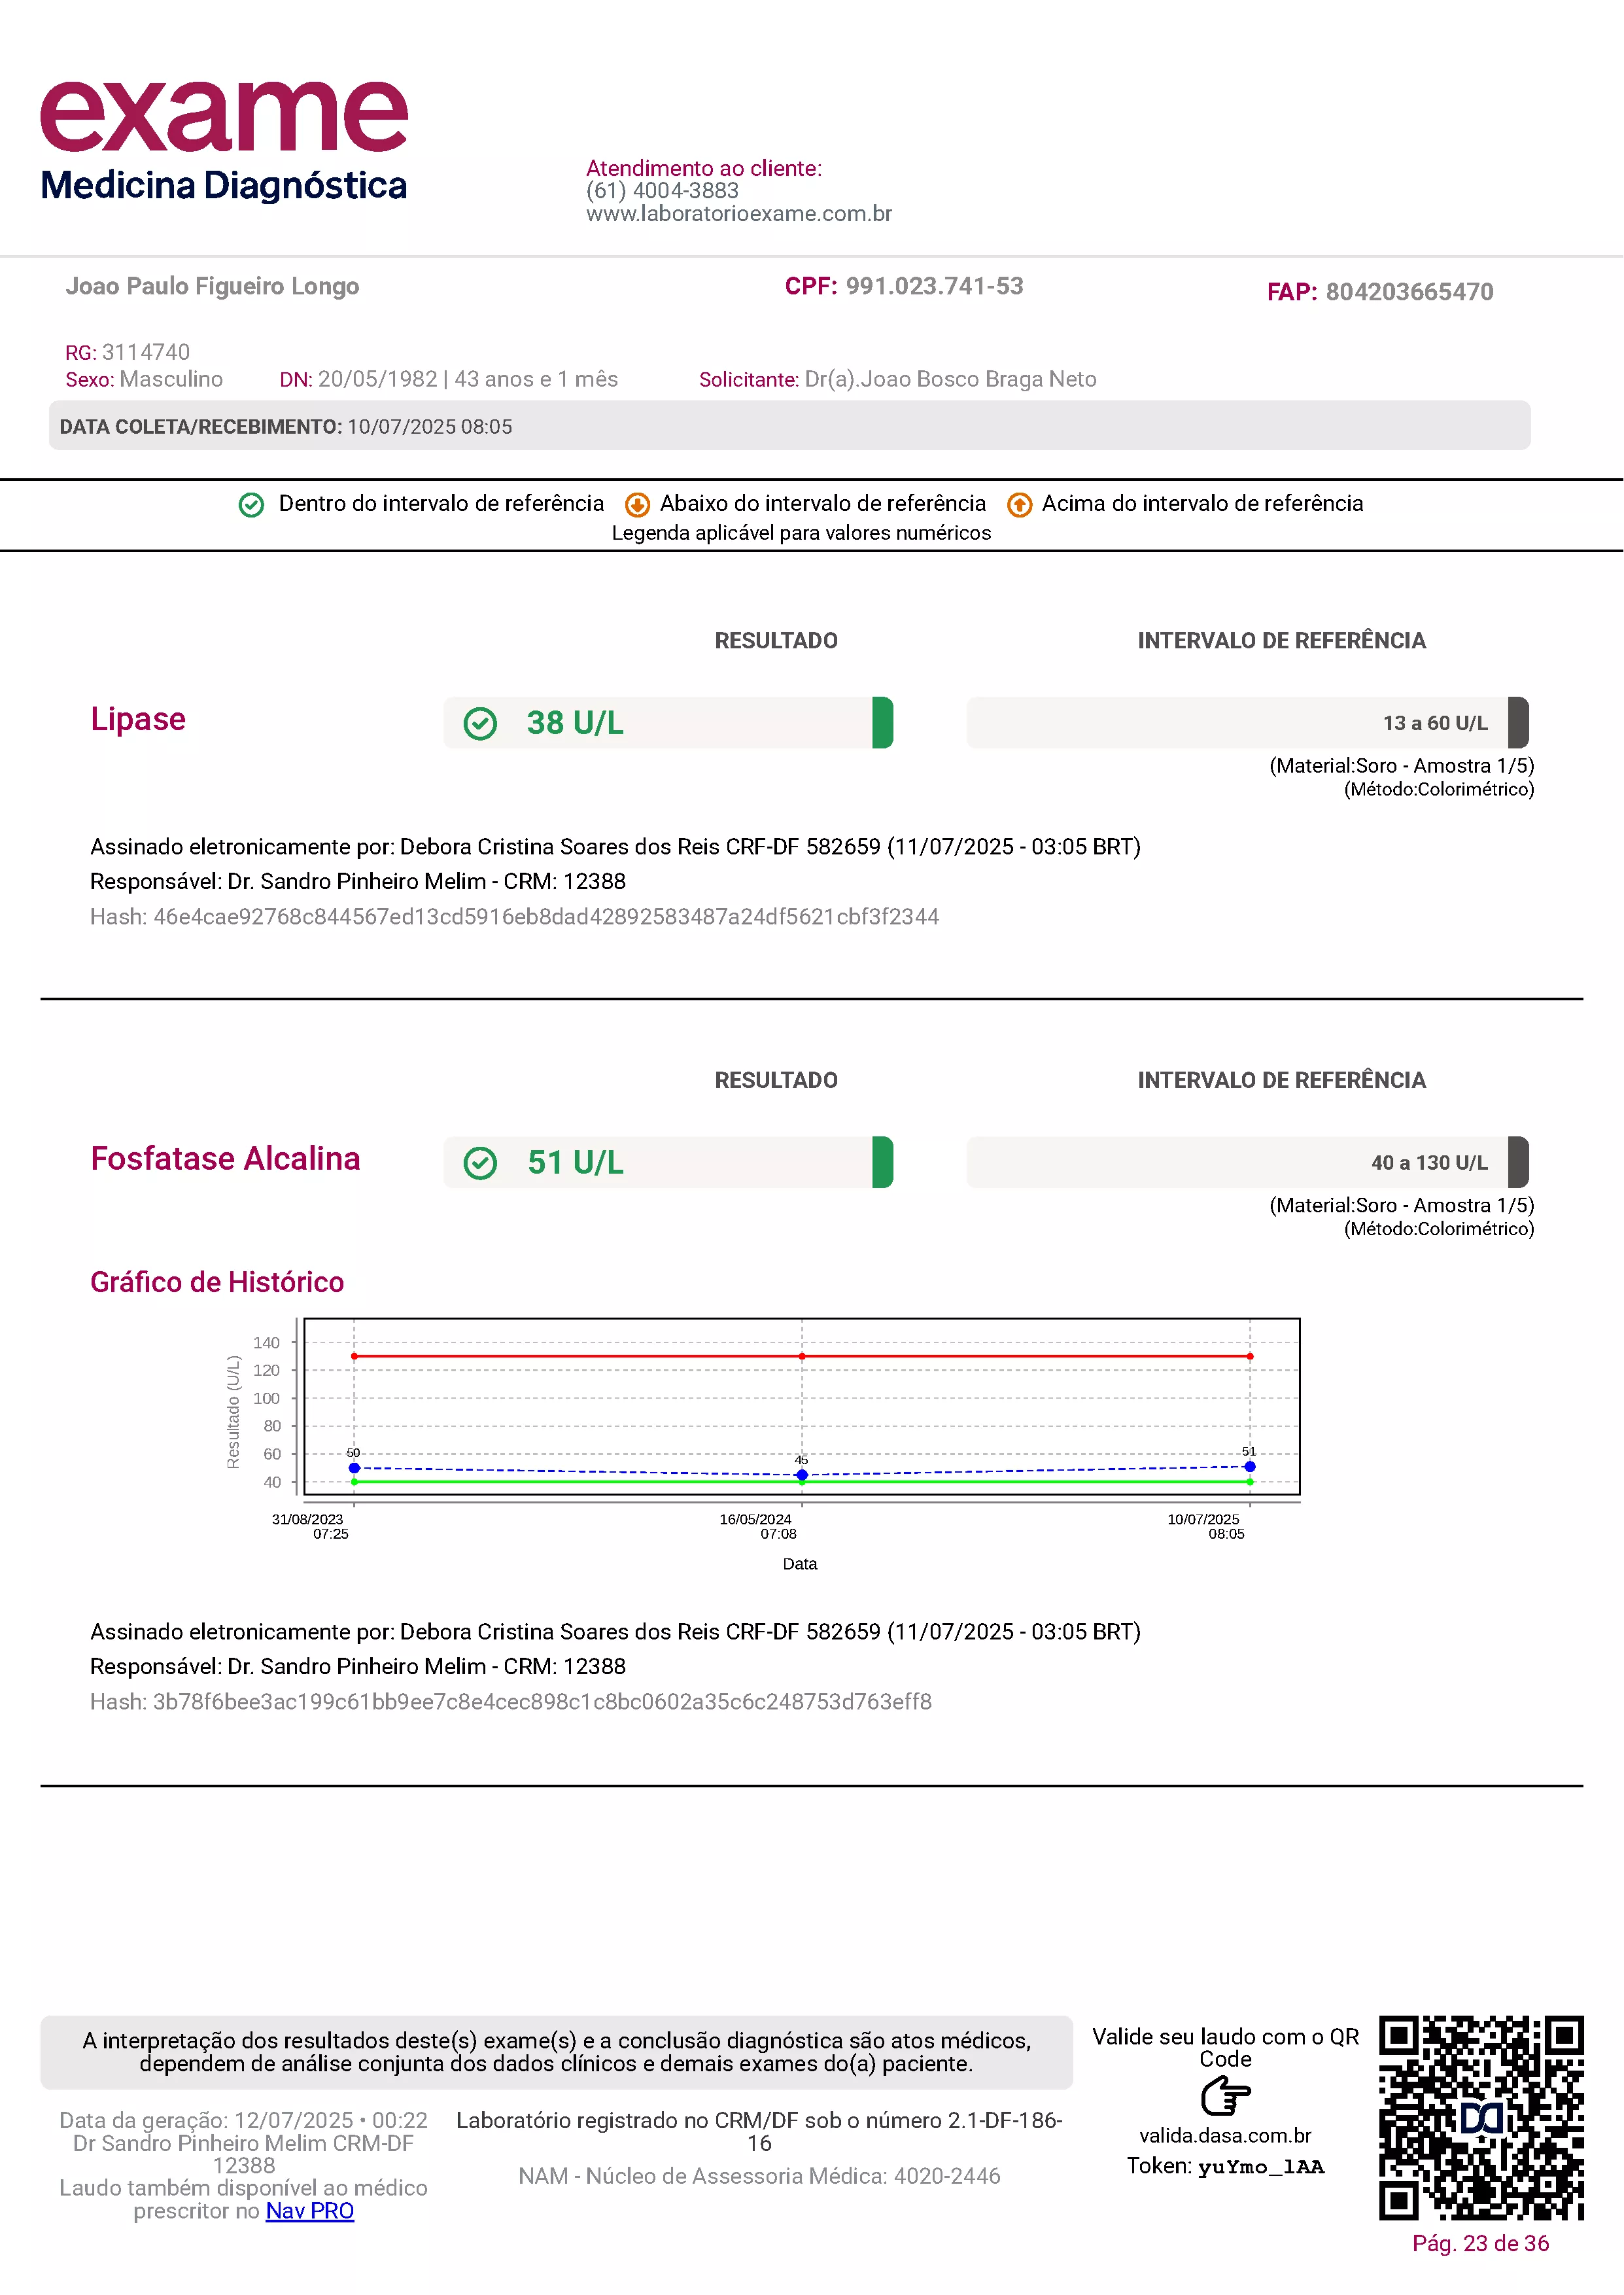 exame
Medicina Diagnóstica
Atendimento ao cliente:
(61) 4004-3883
www.laboratorioexame.com.br
Joao Paulo Figueiro Longo
CPF: 991.023.741-53
FAP: 804203665470
RG: 3114740
Sexo: Masculino DN: 20/05/1982 | 43 anos e 1 mês Solicitante: Dr(a).Joao Bosco Braga Neto
DATA COLETA/RECEBIMENTO: 10/07/2025 08:05
Dentro do intervalo de referência Abaixo do intervalo de referência Acima do intervalo de referência
Legenda aplicável para valores numéricos
RESULTADO INTERVALO DE REFERÊNCIA
Lipase 38 U/L 13 a 60 U/L
(Material:Soro - Amostra 1/5)
(Método:Colorimétrico)
Assinado eletronicamente por: Debora Cristina Soares dos Reis CRF-DF 582659 (11/07/2025 - 03:05 BRT)
Responsável: Dr. Sandro Pinheiro Melim - CRM: 12388
Hash: 46e4cae92768c844567ed13cd5916eb8dad42892583487a24df5621cbf3f2344
RESULTADO INTERVALO DE REFERÊNCIA
Fosfatase Alcalina 51 U/L 40 a 130 U/L
(Material:Soro - Amostra 1/5)
(Método:Colorimétrico)
Gráfico de Histórico
Resultado (U/L)
140
120
100
80
60
40
50 45 51
31/08/2023 16/05/2024 10/07/2025
07:25 07:08 08:05
Data
Assinado eletronicamente por: Debora Cristina Soares dos Reis CRF-DF 582659 (11/07/2025 - 03:05 BRT)
Responsável: Dr. Sandro Pinheiro Melim - CRM: 12388
Hash: 3b78f6bee3ac199c61bb9ee7c8e4cec898c1c8bc0602a35c6c248753d763eff8
A interpretação dos resultados deste(s) exame(s) e a conclusão diagnóstica são atos médicos,
dependem de análise conjunta dos dados clínicos e demais exames do(a) paciente.
Data da geração: 12/07/2025 • 00:22
Dr Sandro Pinheiro Melim CRM-DF
12388
Laudo também disponível ao médico
prescritor no Nav PRO
Laboratório registrado no CRM/DF sob o número 2.1-DF-186-
16
NAM - Núcleo de Assessoria Médica: 4020-2446
Valide seu laudo com o QR
Code
valida.dasa.com.br
Token: yuYmo_lAA
Pág. 23 de 36